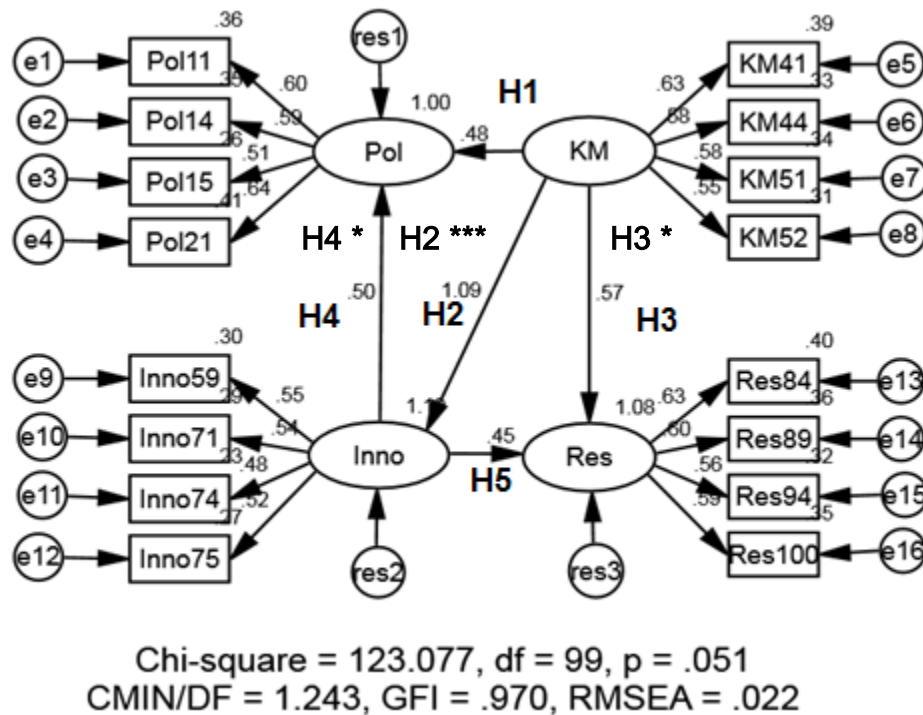 .36 .39
e1 Pol11 res1 KM41 e5
.35 .60 1.00 H1 .63 .33
e2 Pol14 .59 Pol .48 KM .58 KM44 e6
.26 .51 .58 .34
e3 Pol15 .64 .55 KM51 e7
.41 .31
e4 Pol21 H4 * H2 *** H3 * KM52 e8
.50 1.09 .57
H4 H2 H3
.30 .40
e9 Inno59 Res84 e13
.29 .55 1.08 .63 .36
e10 Inno71 .54 Inno .45 Res .60 Res89 e14
.23 .48 H5 .56 .32
e11 Inno74 .52 .59 Res94 e15
.27 .35
e12 Inno75 res2 res3 Res100 e16
Chi-square = 123.077, df = 99, p = .051
CMIN/DF = 1.243, GFI = .970, RMSEA = .022